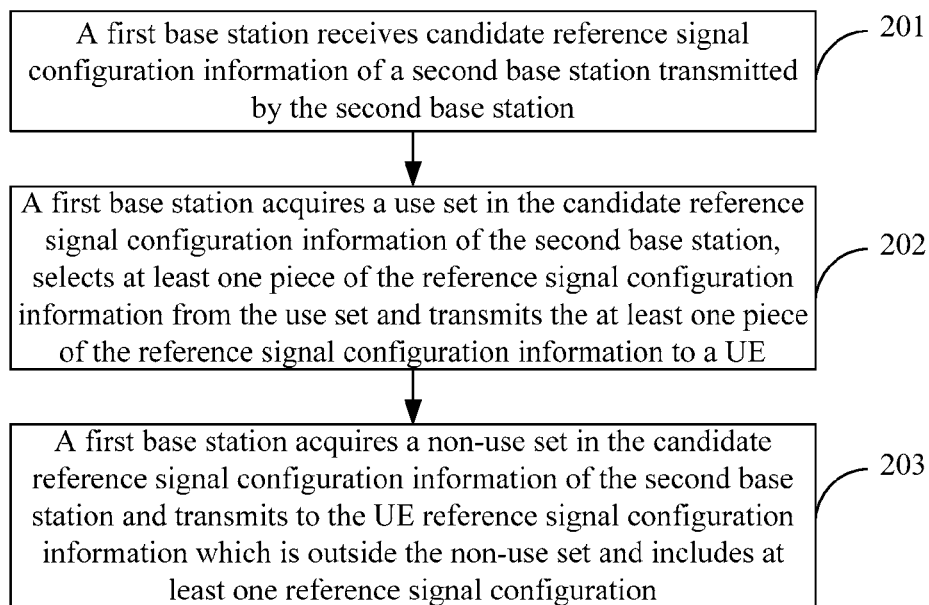 A first base station receives candidate reference signal
configuration information of a second base station transmitted
by the second base station
201
A first base station acquires a use set in the candidate reference
signal configuration information of the second base station,
selects at least one piece of the reference signal configuration
information from the use set and transmits the at least one piece
of the reference signal configuration information to a UE
202
A first base station acquires a non-use set in the candidate
reference signal configuration information of the second base
station and transmits to the UE reference signal configuration
information which is outside the non-use set and includes at
least one reference signal configuration
203